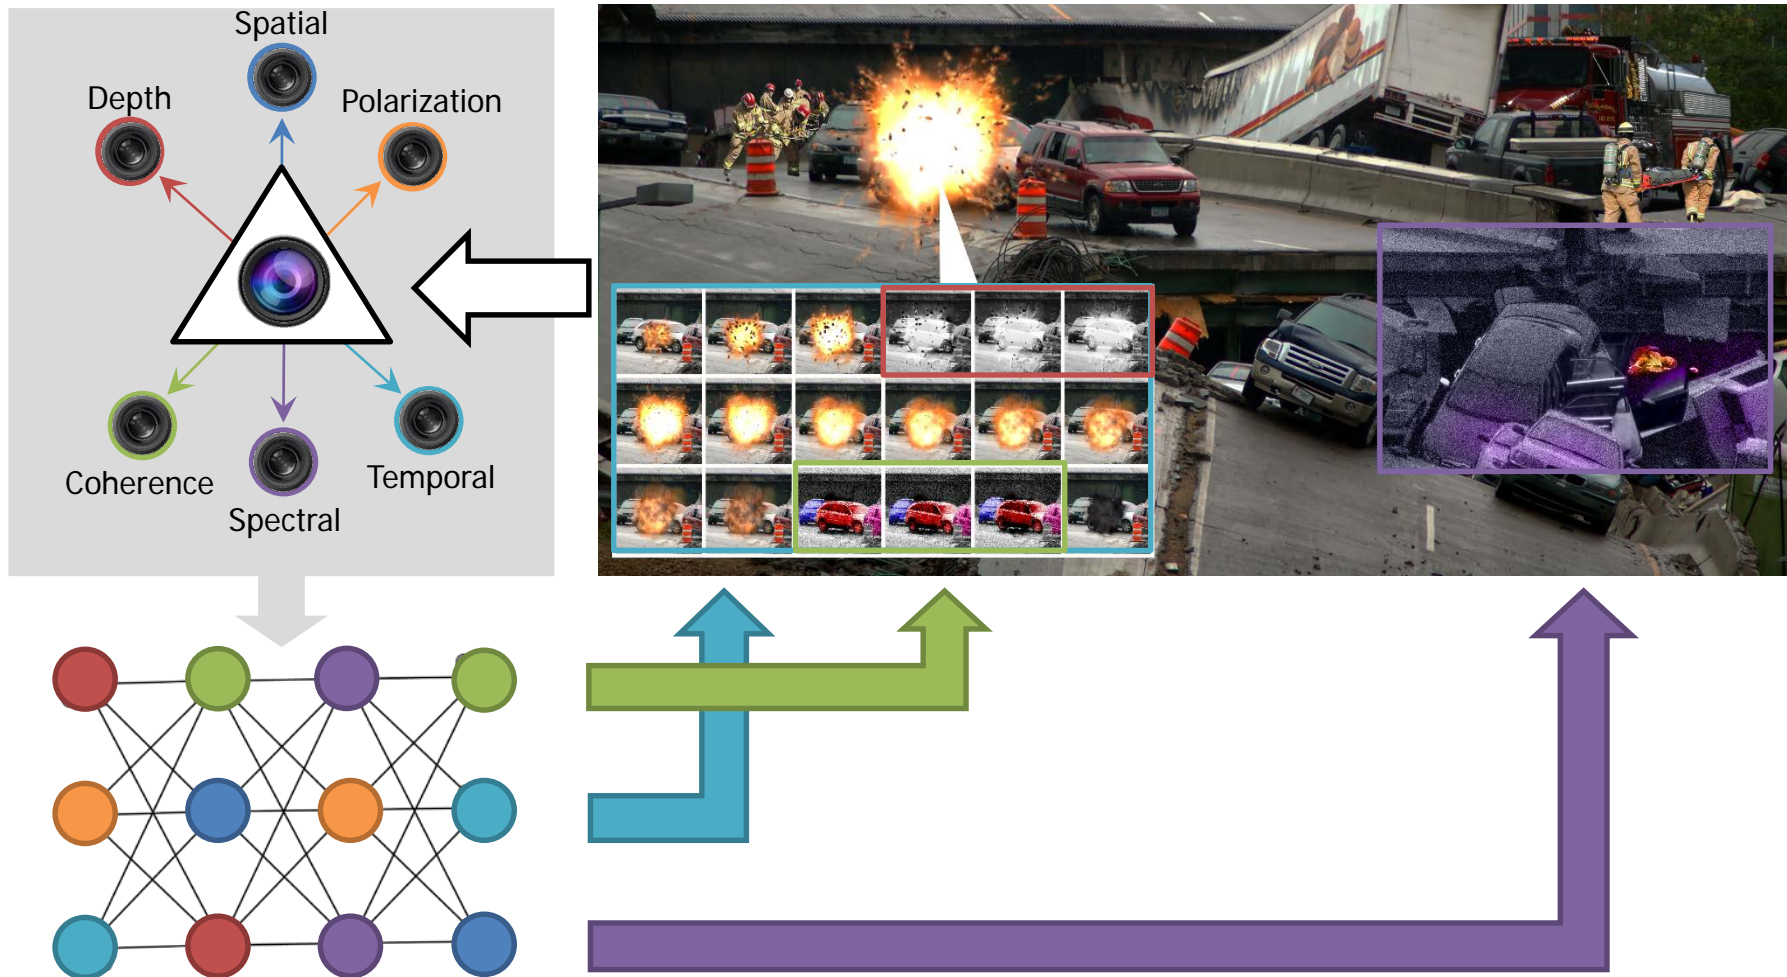 Spatial
Depth
Polarization
Coherence
Temporal
Spectral